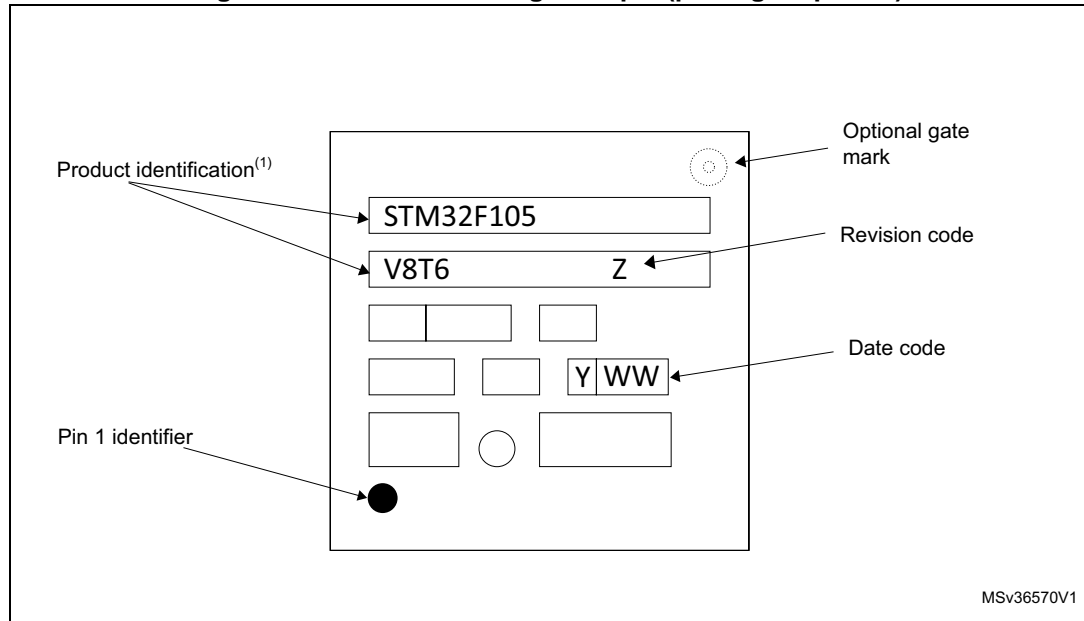 Optional gate
mark
Product identification(1)
STM32F105
Revision code
V8T6 Z
Date code
Y WW
Pin 1 identifier
MSv36570V1